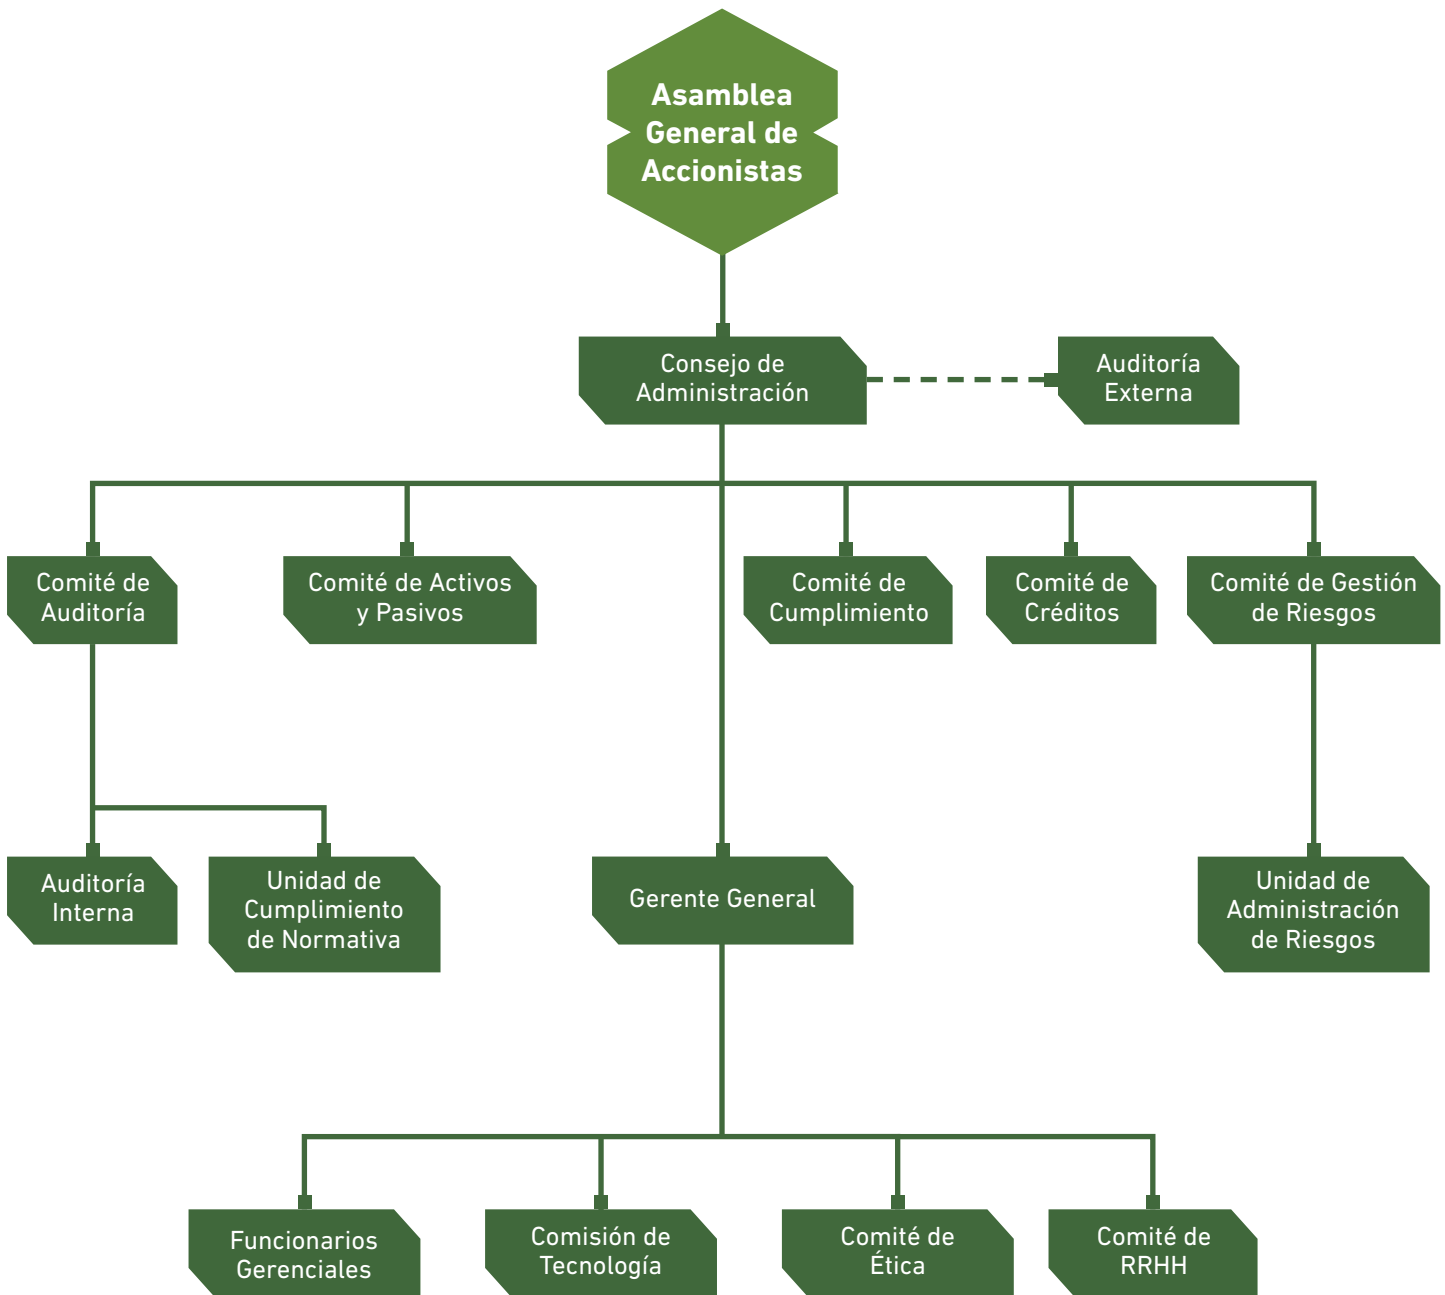 Asamblea
General de
Accionistas
Consejo de
Administración
Auditoría
Externa
Comité de
Auditoría
Comité de Activos
y Pasivos
Comité de
Cumplimiento
Comité de
Créditos
Comité de Gestión
de Riesgos
Auditoría
Interna
Unidad de
Cumplimiento
de Normativa
Gerente General
Unidad de
Administración
de Riesgos
Funcionarios
Gerenciales
Comisión de
Tecnología
Comité de
Ética
Comité de
RRHH